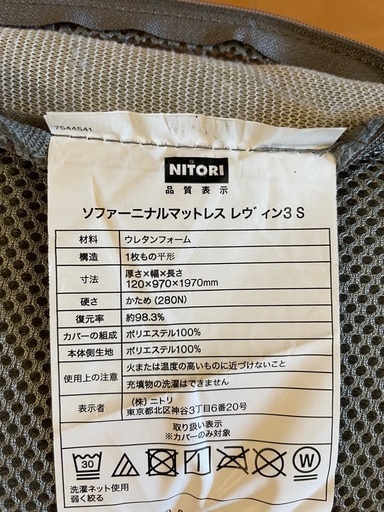 7544541
NITORI
品質表示
ソファーニナルマットレス レヴィン3 S
材料 ウレタンフォーム
構造 1枚もの平形
寸法 厚さ×幅×長さ
120×970×1970mm
硬さ かため (280N)
復元率 約98.3%
カバーの組成 ポリエステル100%
本体側生地 ポリエステル100%
使用上の注意 火または温度の高いものに近づけないこと
充填物の洗濯はできません
表示者 (株) ニトリ
東京都北区神谷3丁目6番20号
取り扱い表示
※カバーのみ対象
30
W
洗濯ネット使用
弱く絞る